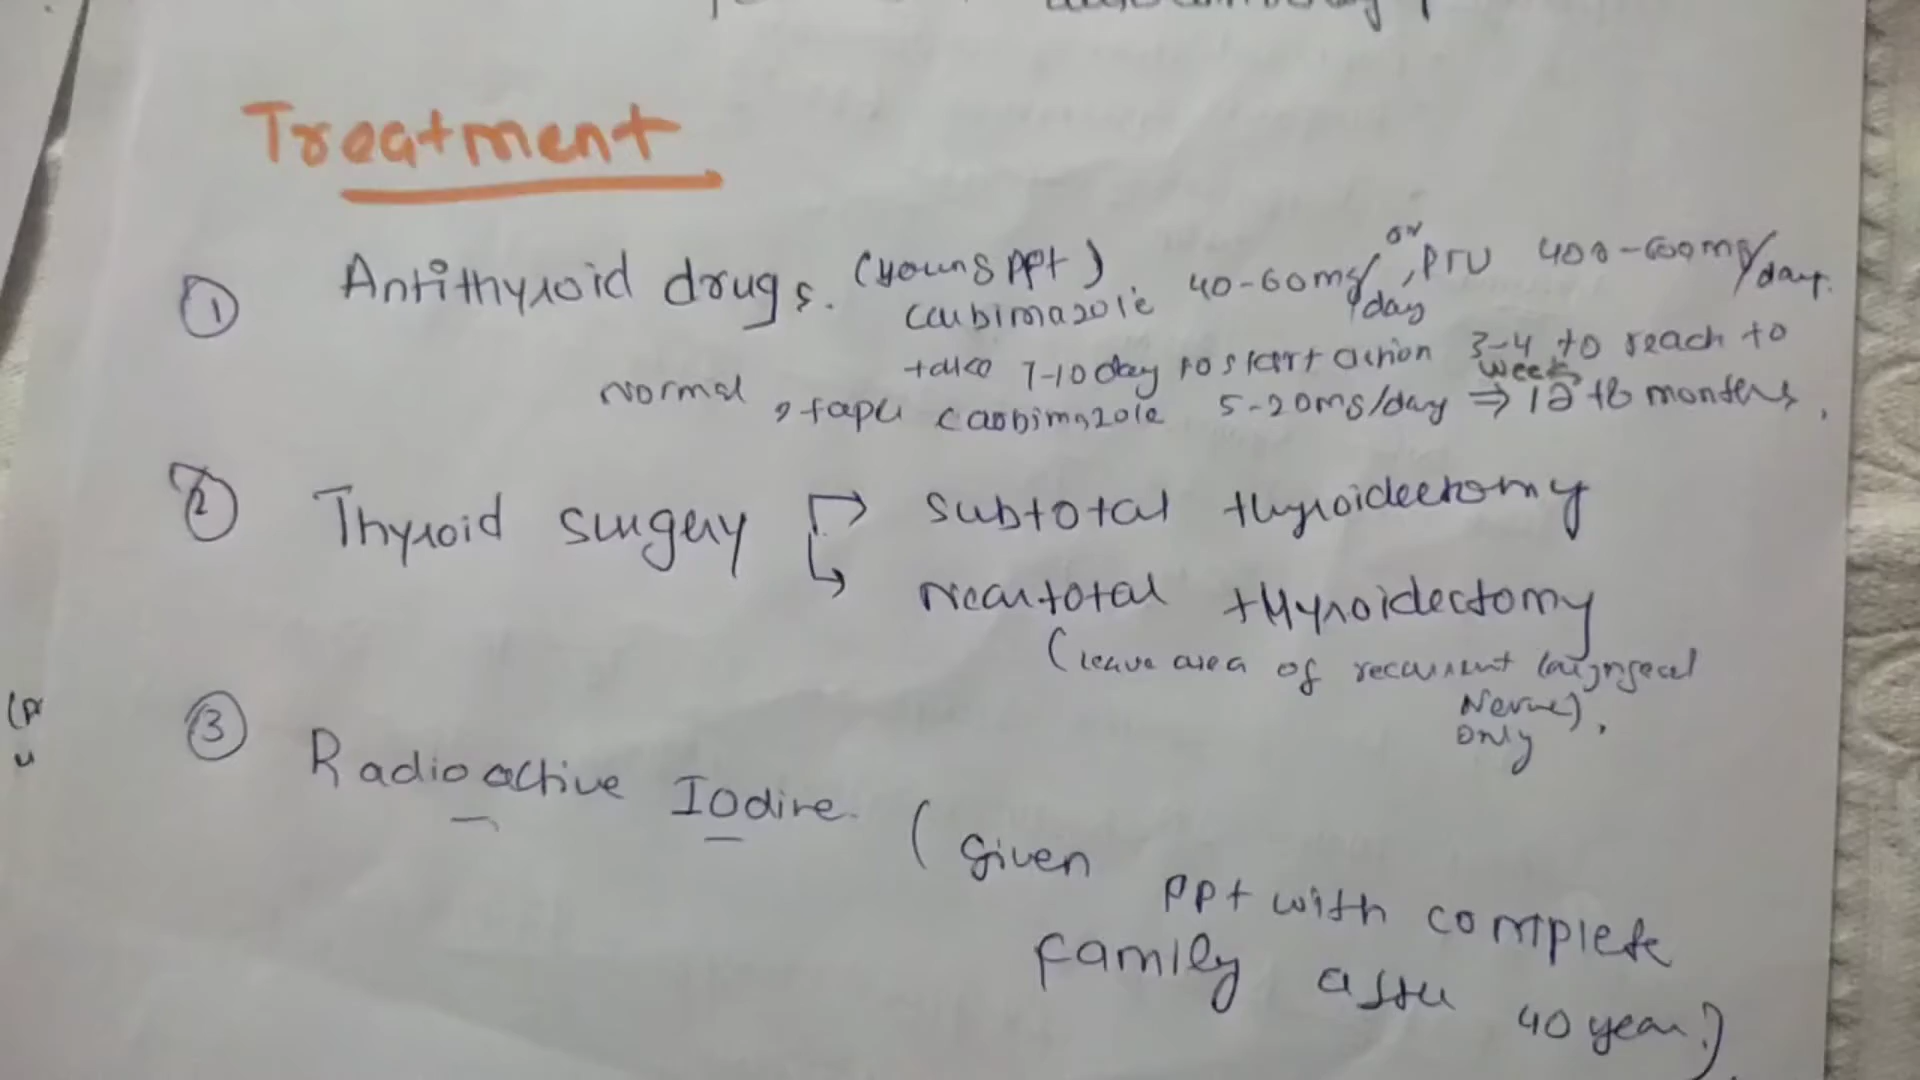 Treatment
① Antithyroid drugs. (young ppt)
carbimazole 40-60mg/day, or PTU 400-600mg/day.
take 7-10 day to start action 3-4 week to reach to
normal, taper carbimazole 5-20mg/day ⇒ 12 18 months.
② Thyroid surgery → subtotal thyroidectomy
↳ neartotal thyroidectomy
(leave area of recurrent laryngeal
Nerve).
only
③ Radioactive Iodine. (Given
ppt with complete
family after 40 year.)